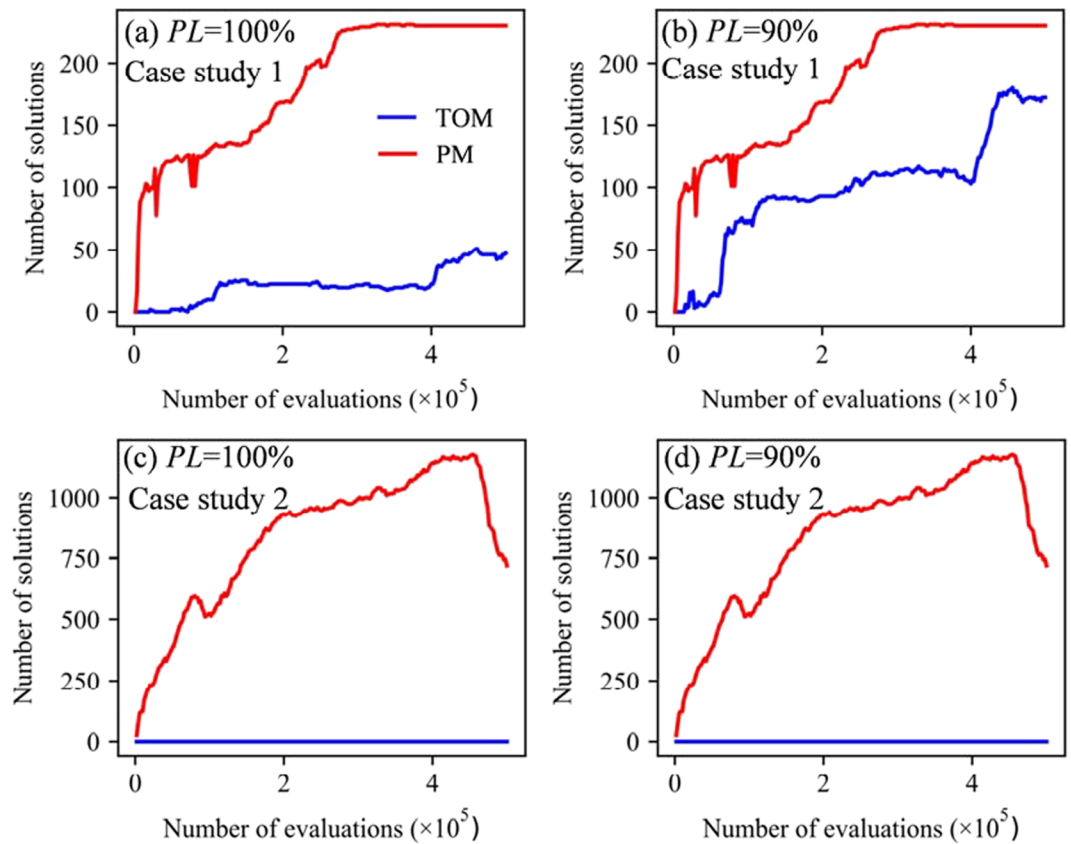 (a) PL=100%
Case study 1
Number of solutions
200
150
100
50
0
TOM
PM
0 2 4
Number of evaluations (×10^5)
(b) PL=90%
Case study 1
Number of solutions
200
150
100
50
0
0 2 4
Number of evaluations (×10^5)
(c) PL=100%
Case study 2
Number of solutions
1000
750
500
250
0
0 2 4
Number of evaluations (×10^5)
(d) PL=90%
Case study 2
Number of solutions
1000
750
500
250
0
0 2 4
Number of evaluations (×10^5)